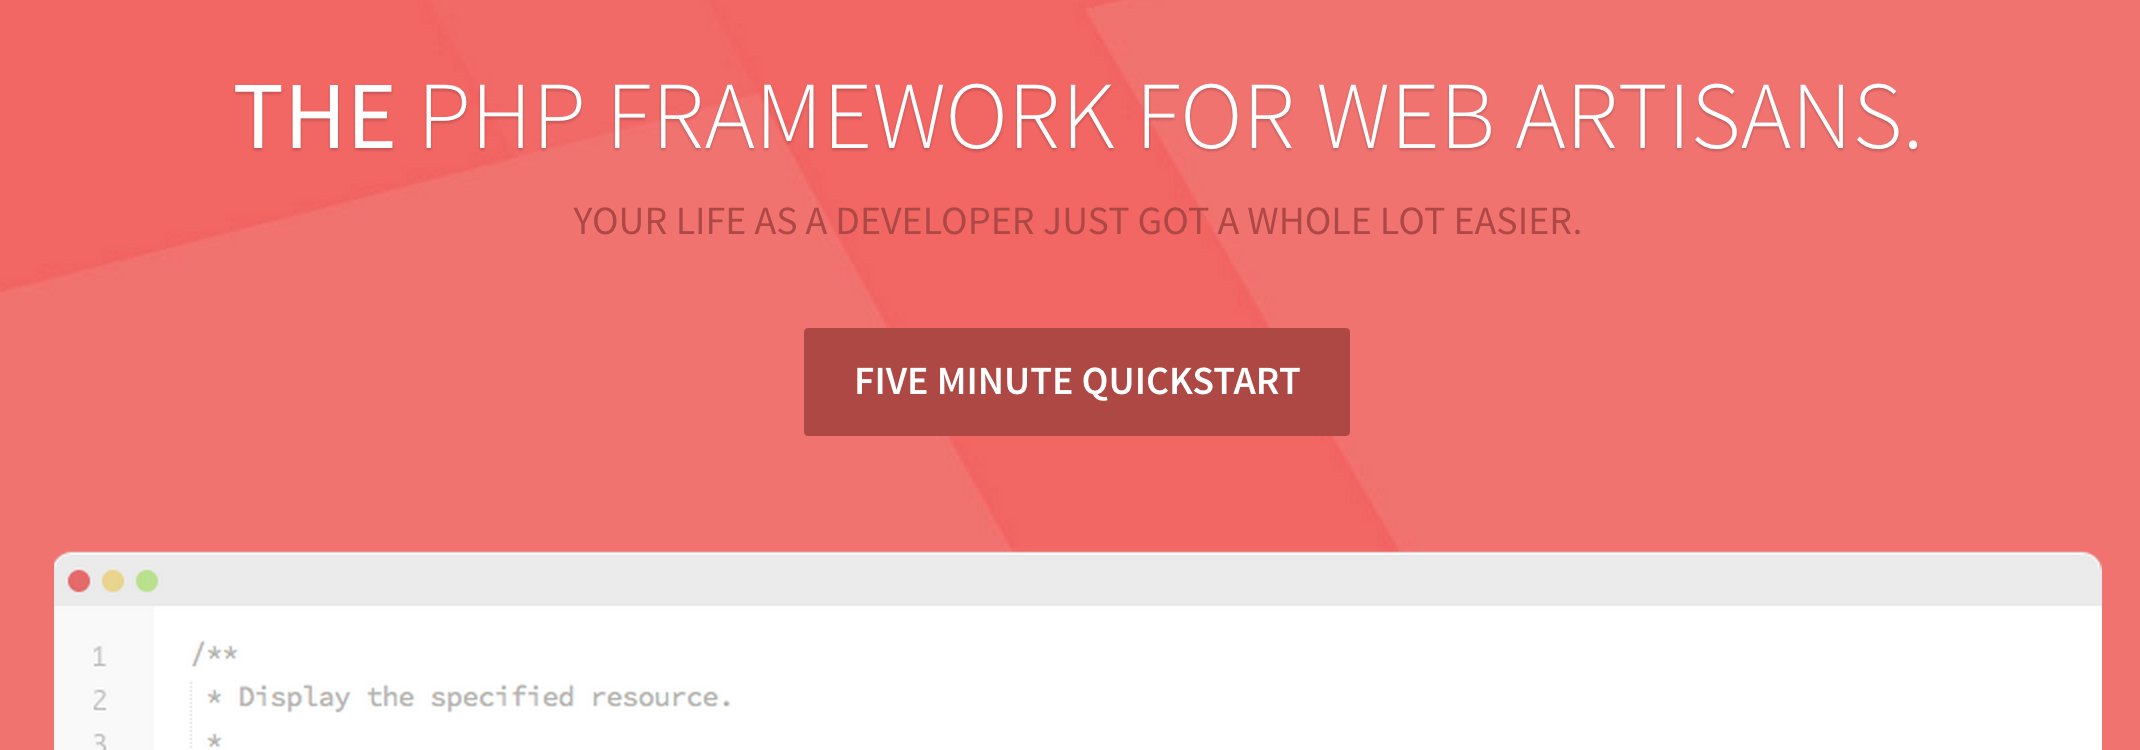 THE PHP FRAMEWORK FOR WEB ARTISANS.
YOUR LIFE AS A DEVELOPER JUST GOT A WHOLE LOT EASIER.
FIVE MINUTE QUICKSTART
1 /**
2 * Display the specified resource.
3 *